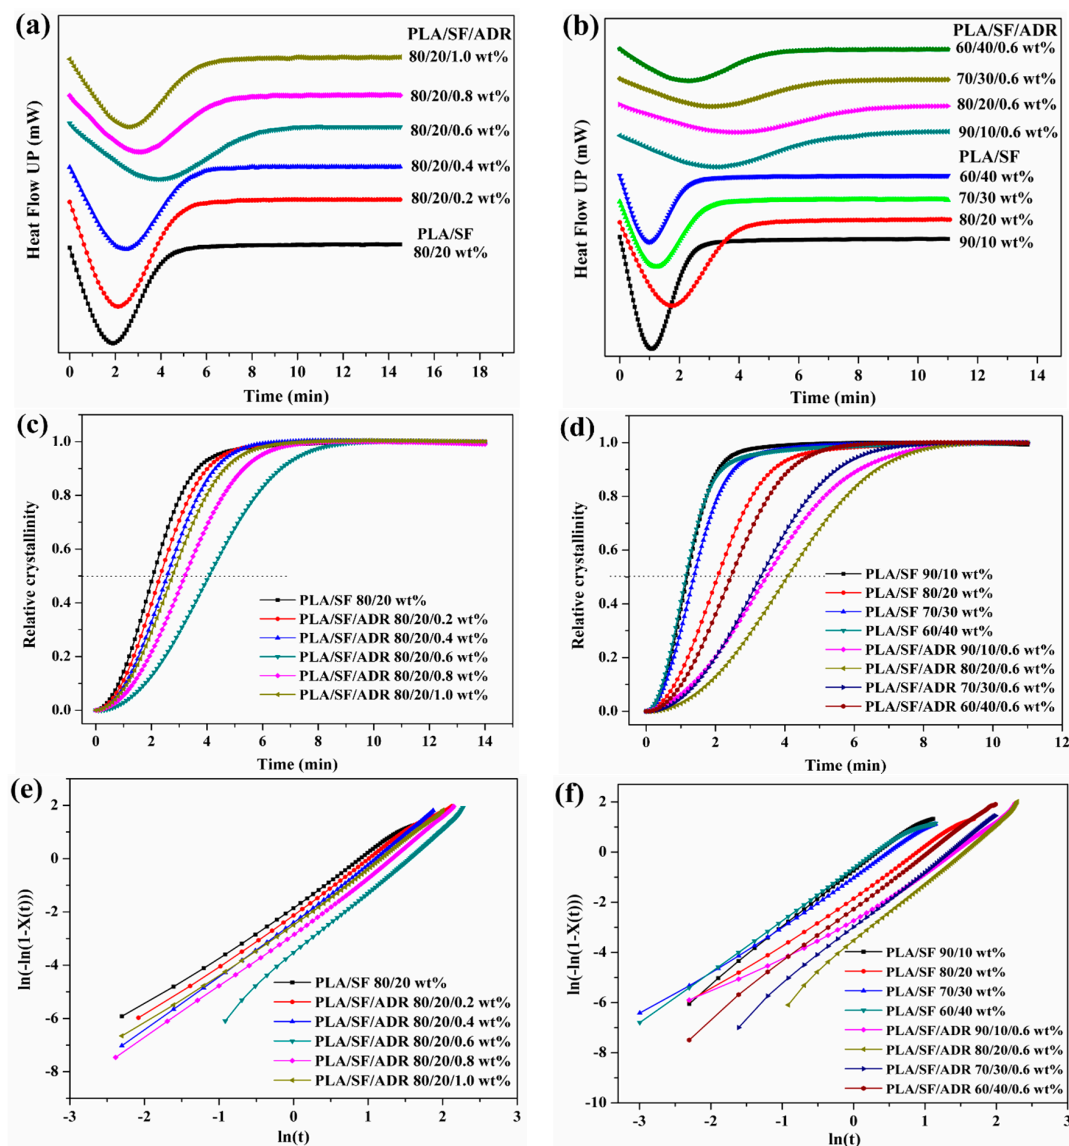 (a)
PLA/SF/ADR
80/20/1.0 wt%
80/20/0.8 wt%
80/20/0.6 wt%
80/20/0.4 wt%
80/20/0.2 wt%
PLA/SF
80/20 wt%
Heat Flow UP (mW)
0 2 4 6 8 10 12 14 16 18
Time (min)
(b)
PLA/SF/ADR
60/40/0.6 wt%
70/30/0.6 wt%
80/20/0.6 wt%
90/10/0.6 wt%
PLA/SF
60/40 wt%
70/30 wt%
80/20 wt%
90/10 wt%
Heat Flow UP (mW)
0 2 4 6 8 10 12 14
Time (min)
(c)
Relative crystallinity
1.0
0.8
0.6
0.4
0.2
0.0
PLA/SF 80/20 wt%
PLA/SF/ADR 80/20/0.2 wt%
PLA/SF/ADR 80/20/0.4 wt%
PLA/SF/ADR 80/20/0.6 wt%
PLA/SF/ADR 80/20/0.8 wt%
PLA/SF/ADR 80/20/1.0 wt%
0 2 4 6 8 10 12 14
Time (min)
(d)
Relative crystallinity
1.0
0.8
0.6
0.4
0.2
0.0
PLA/SF 90/10 wt%
PLA/SF 80/20 wt%
PLA/SF 70/30 wt%
PLA/SF 60/40 wt%
PLA/SF/ADR 90/10/0.6 wt%
PLA/SF/ADR 80/20/0.6 wt%
PLA/SF/ADR 70/30/0.6 wt%
PLA/SF/ADR 60/40/0.6 wt%
0 2 4 6 8 10 12
Time (min)
(e)
ln(-ln(1-X(t)))
2
0
-2
-4
-6
-8
PLA/SF 80/20 wt%
PLA/SF/ADR 80/20/0.2 wt%
PLA/SF/ADR 80/20/0.4 wt%
PLA/SF/ADR 80/20/0.6 wt%
PLA/SF/ADR 80/20/0.8 wt%
PLA/SF/ADR 80/20/1.0 wt%
-3 -2 -1 0 1 2 3
ln(t)
(f)
ln(-ln(1-X(t)))
2
0
-2
-4
-6
-8
-10
PLA/SF 90/10 wt%
PLA/SF 80/20 wt%
PLA/SF 70/30 wt%
PLA/SF 60/40 wt%
PLA/SF/ADR 90/10/0.6 wt%
PLA/SF/ADR 80/20/0.6 wt%
PLA/SF/ADR 70/30/0.6 wt%
PLA/SF/ADR 60/40/0.6 wt%
-3 -2 -1 0 1 2 3
ln(t)